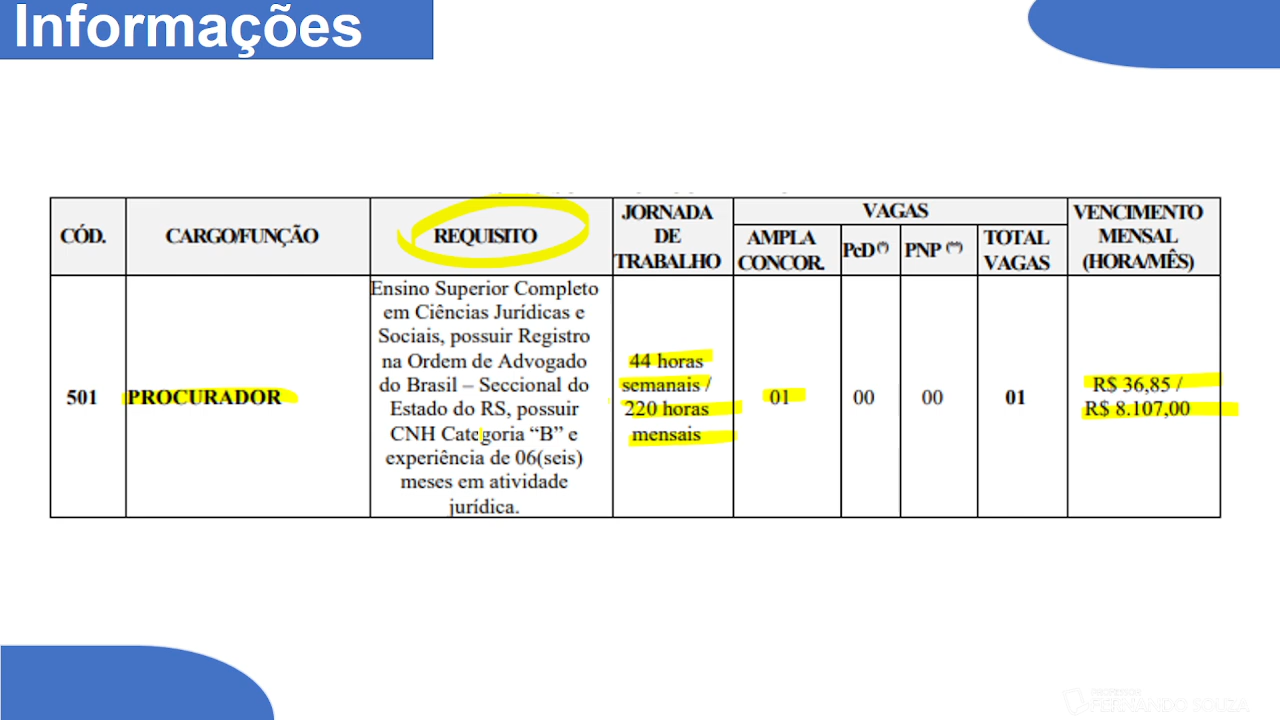 Informações
CÓD.
CARGO/FUNÇÃO
REQUISITO
JORNADA
DE
TRABALHO
VAGAS
AMPLA
CONCOR.
PcD (*)
PNP (**)
TOTAL
VAGAS
VENCIMENTO
MENSAL
(HORA/MÊS)
501
PROCURADOR
Ensino Superior Completo
em Ciências Jurídicas e
Sociais, possuir Registro
na Ordem de Advogado
do Brasil – Seccional do
Estado do RS, possuir
CNH Categoria “B” e
experiência de 06(seis)
meses em atividade
jurídica.
44 horas
semanais /
220 horas
mensais
01
00
00
01
R$ 36,85 /
R$ 8.107,00
PROFESSOR
FERNANDO SOUZA